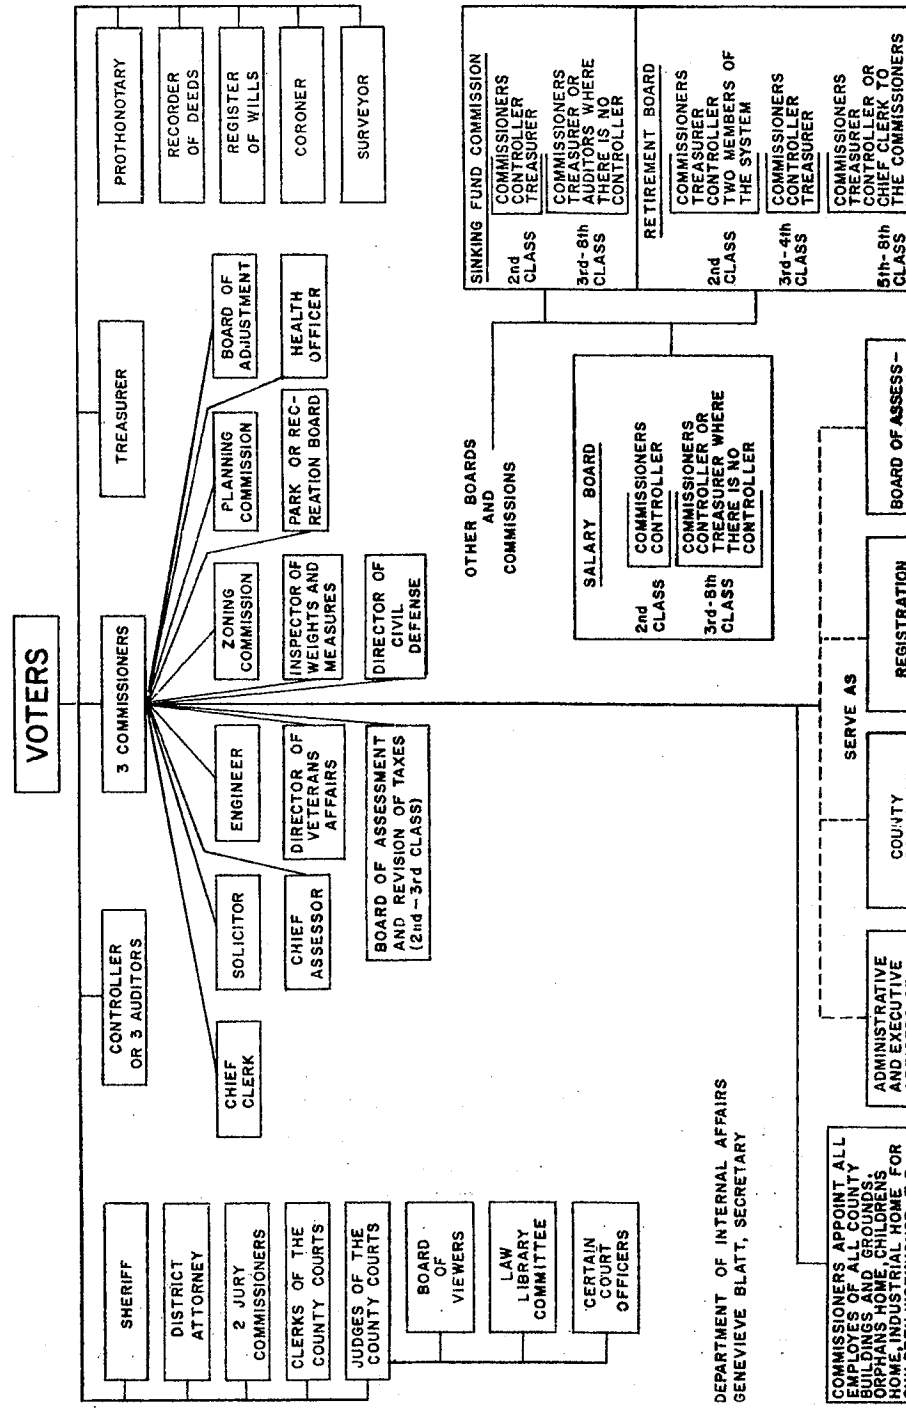 VOTERS
SHERIFF
DISTRICT
ATTORNEY
2 JURY
COMMISSIONERS
CLERKS OF THE
COUNTY COURTS
JUDGES OF THE
COUNTY COURTS
BOARD
OF
VIEWERS
LAW
LIBRARY
COMMITTEE
CERTAIN
COURT
OFFICERS
CONTROLLER
OR 3 AUDITORS
3 COMMISSIONERS
TREASURER
PROTHONOTARY
RECORDER
OF DEEDS
REGISTER
OF WILLS
CORONER
SURVEYOR
CHIEF
CLERK
SOLICITOR
ENGINEER
ZONING
COMMISSION
PLANNING
COMMISSION
BOARD OF
ADJUSTMENT
CHIEF
ASSESSOR
DIRECTOR OF
VETERANS
AFFAIRS
INSPECTOR OF
WEIGHTS AND
MEASURES
PARK OR REC-
REATION BOARD
HEALTH
OFFICER
BOARD OF ASSESSMENT
AND REVISION OF TAXES
(2nd-3rd CLASS)
DIRECTOR OF
CIVIL
DEFENSE
OTHER BOARDS
AND
COMMISSIONS
SINKING FUND COMMISSION
2nd
CLASS
COMMISSIONERS
CONTROLLER
TREASURER
3rd-8th
CLASS
COMMISSIONERS
TREASURER OR
AUDITORS WHERE
THERE IS NO
CONTROLLER
RETIREMENT BOARD
2nd
CLASS
COMMISSIONERS
TREASURER
CONTROLLER
TWO MEMBERS OF
THE SYSTEM
3rd-4th
CLASS
COMMISSIONERS
CONTROLLER
TREASURER
5th-8th
CLASS
COMMISSIONERS
TREASURER
CONTROLLER OR
CHIEF CLERK TO
THE COMMISSIONERS
SALARY BOARD
2nd
CLASS
COMMISSIONERS
CONTROLLER
3rd-8th
CLASS
COMMISSIONERS
CONTROLLER OR
TREASURER WHERE
THERE IS NO
CONTROLLER
DEPARTMENT OF INTERNAL AFFAIRS
GENEVIEVE BLATT, SECRETARY
SERVE AS
COMMISSIONERS APPOINT ALL
EMPLOYES OF ALL COUNTY
BUILDINGS AND GROUNDS,
ORPHANS HOME, CHILDRENS
HOME, INDUSTRIAL HOME FOR
ADMINISTRATIVE
AND EXECUTIVE
COUNTY
REGISTRATION
BOARD OF ASSESS-